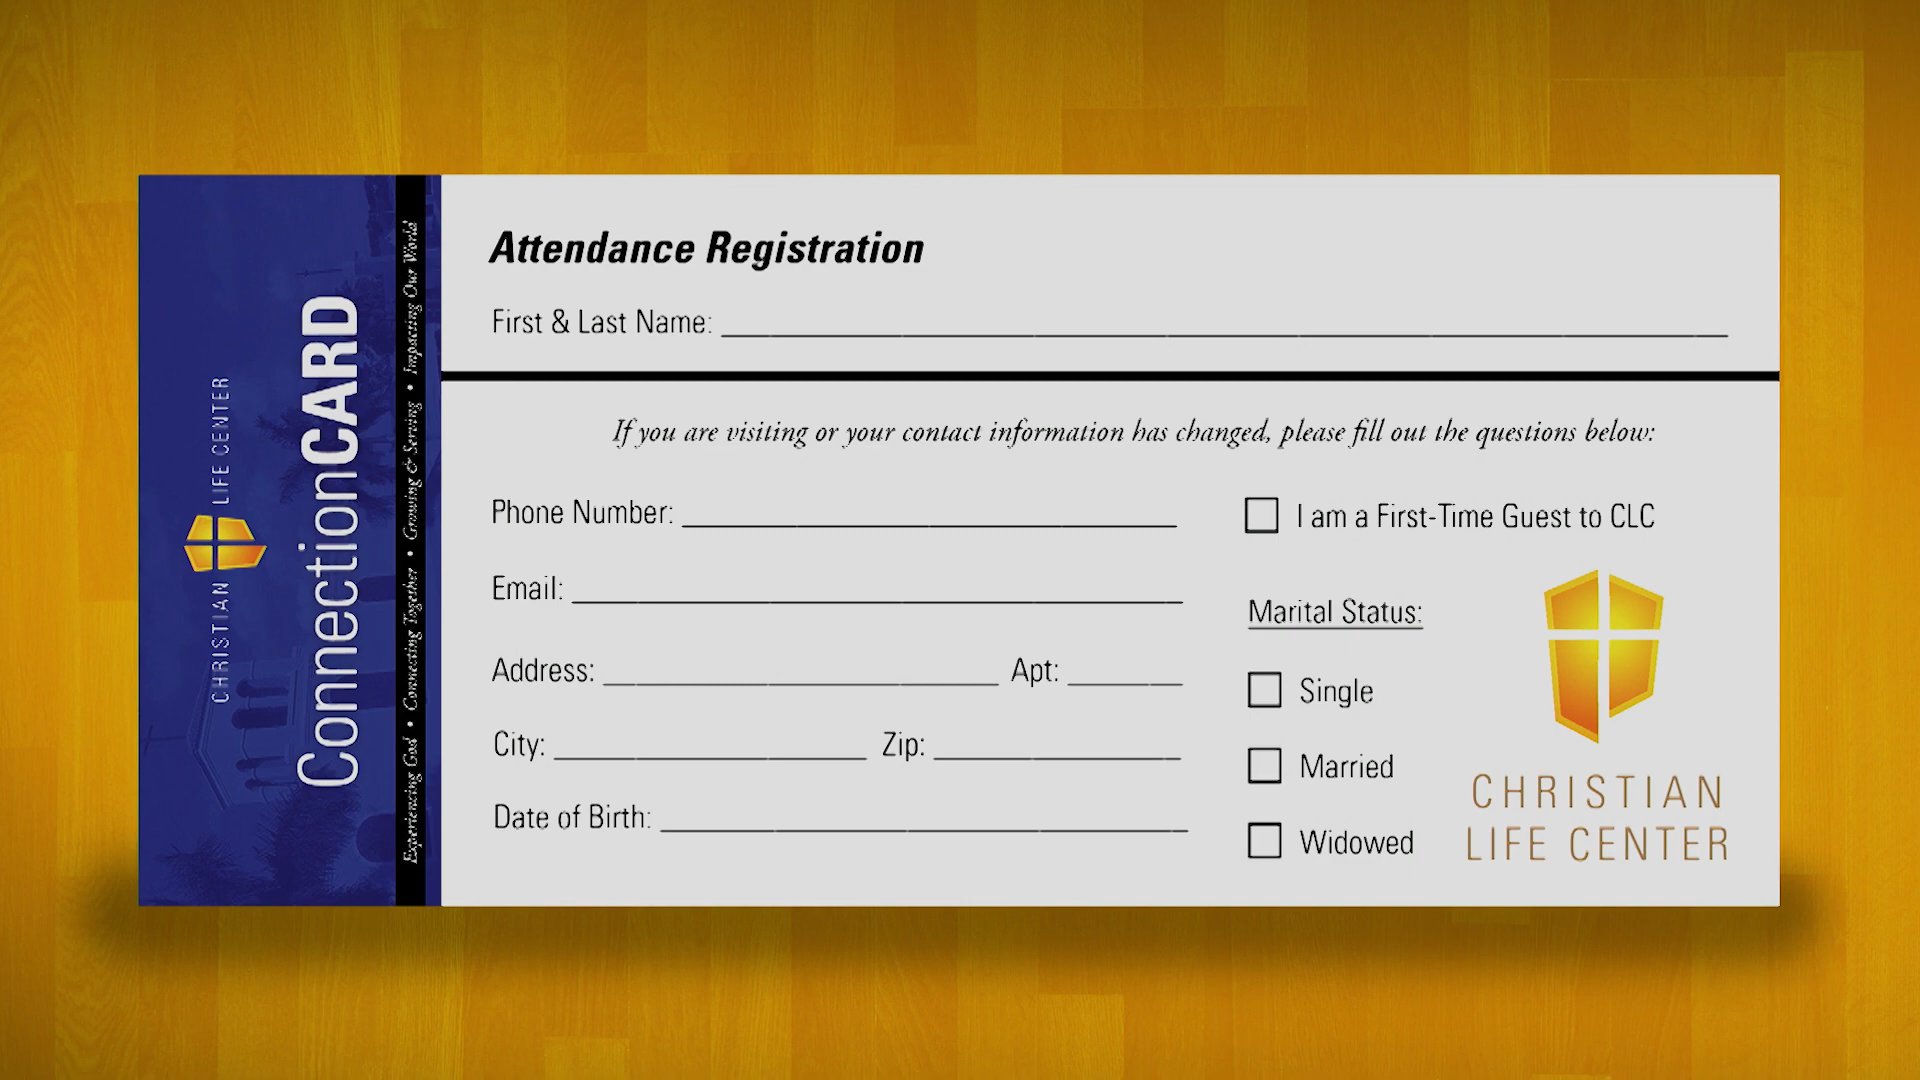 CHRISTIAN LIFE CENTER
ConnectionCARD
Experiencing God • Connecting Together • Growing & Serving • Impacting Our World
Attendance Registration
First & Last Name:
If you are visiting or your contact information has changed, please fill out the questions below:
Phone Number:
I am a First-Time Guest to CLC
Email:
Marital Status:
Address: Apt:
Single
City: Zip:
Married
Date of Birth:
Widowed
CHRISTIAN
LIFE CENTER